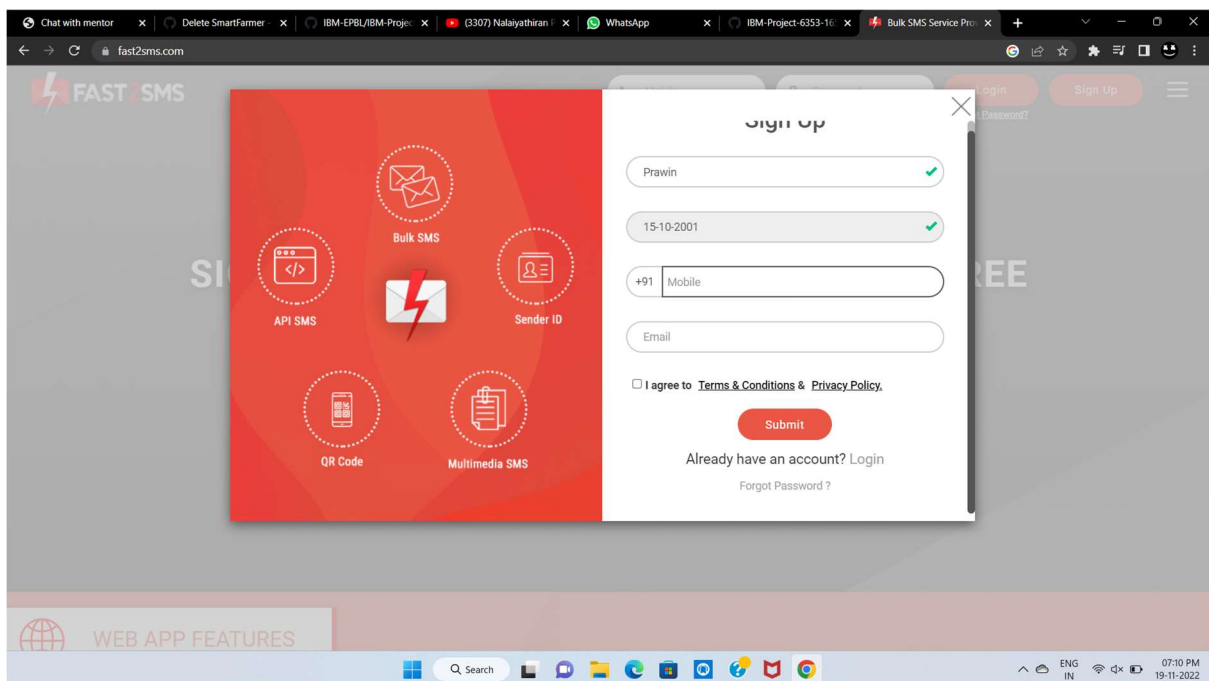 Chat with mentor
Delete SmartFarmer -
IBM-EPBL/IBM-Projec
(3307) Nalaiyathiran P
WhatsApp
IBM-Project-6353-16
Bulk SMS Service Pro
fast2sms.com
FAST2SMS
Login
Sign Up
Password?
Sign Up
Prawin
15-10-2001
+91 Mobile
Email
I agree to Terms & Conditions & Privacy Policy.
Submit
Already have an account? Login
Forgot Password ?
Bulk SMS
API SMS
Sender ID
QR Code
Multimedia SMS
SI
REE
WEB APP FEATURES
Search
ENG
IN
07:10 PM
19-11-2022